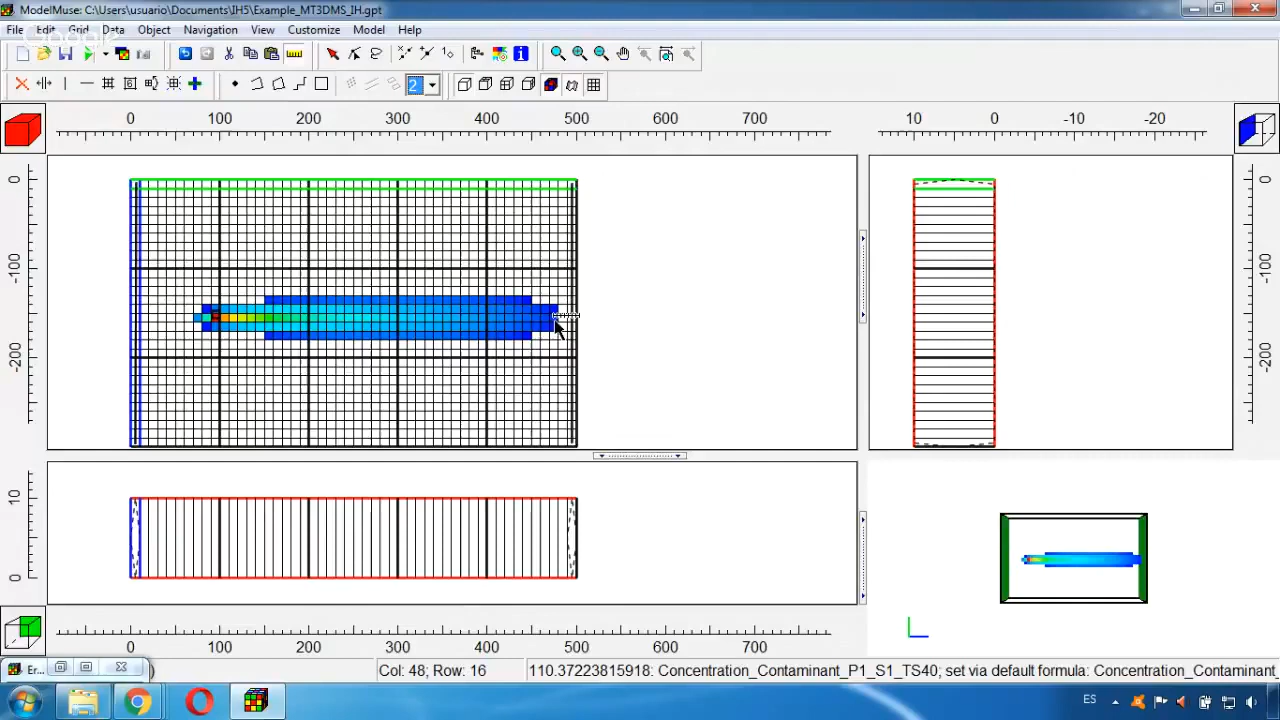 ModelMuse: C:\Users\usuario\Documents\IH5\Example_MT3DMS_IH.gpt
File Edit Grid Data Object Navigation View Customize Model Help
2
0 100 200 300 400 500 600 700
10 0 -10 -20
0
-100
-200
0
-100
-200
10
0
0 100 200 300 400 500 600 700
Er...
Col: 48; Row: 16
110.37223815918: Concentration_Contaminant_P1_S1_TS40; set via default formula: Concentration_Contaminant_
ES